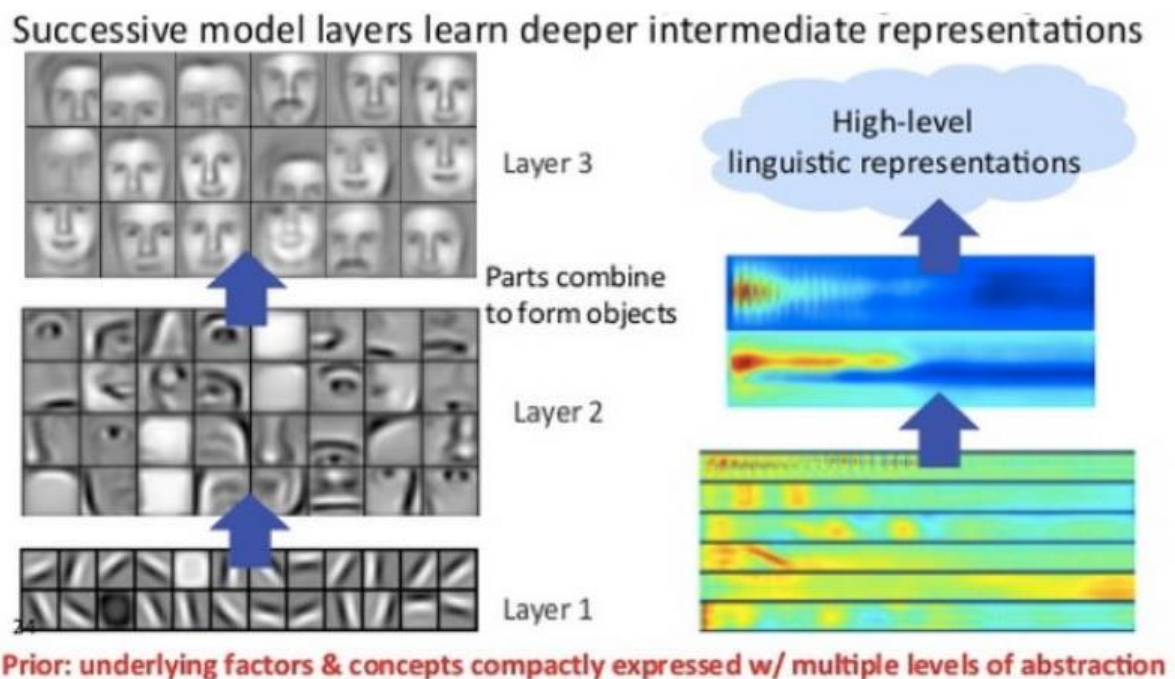 Successive model layers learn deeper intermediate representations
Layer 3
High-level
linguistic representations
Parts combine
to form objects
Layer 2
Layer 1
24
Prior: underlying factors & concepts compactly expressed w/ multiple levels of abstraction